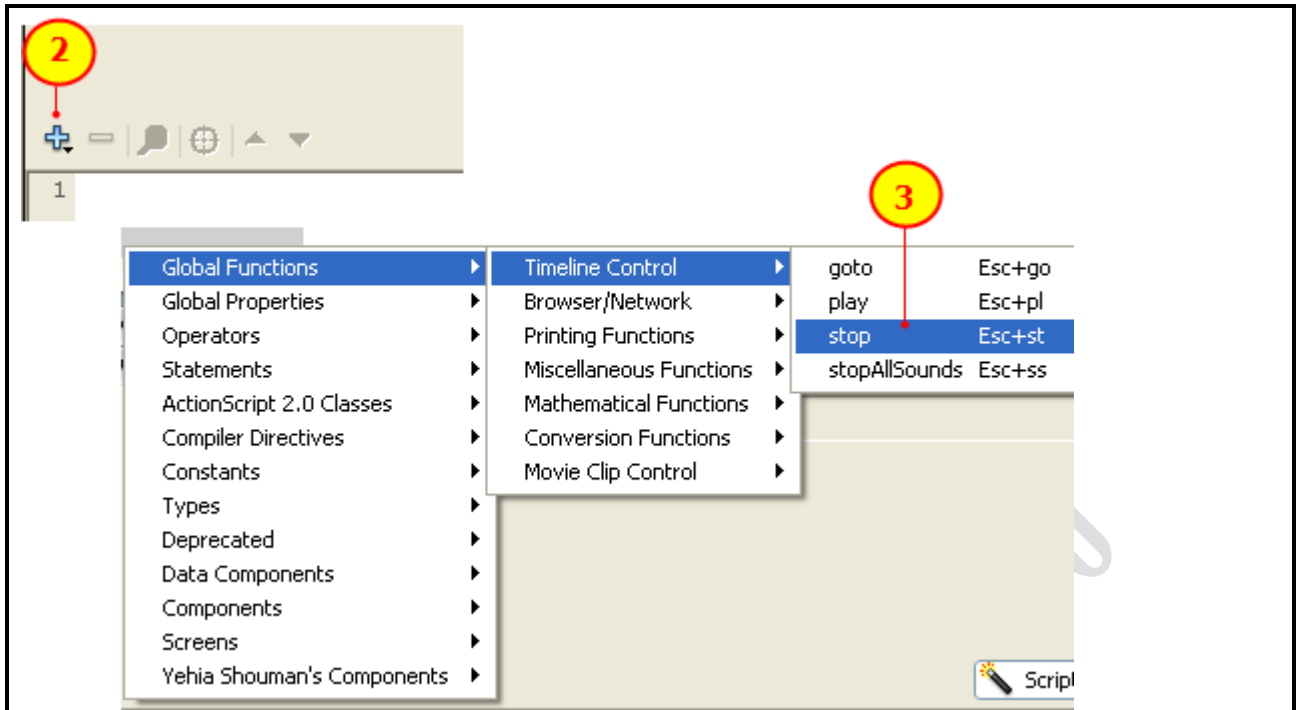 2
1
3
Global Functions
Global Properties
Operators
Statements
ActionScript 2.0 Classes
Compiler Directives
Constants
Types
Deprecated
Data Components
Components
Screens
Yehia Shouman's Components
Timeline Control
Browser/Network
Printing Functions
Miscellaneous Functions
Mathematical Functions
Conversion Functions
Movie Clip Control
goto Esc+go
play Esc+pl
stop Esc+st
stopAllSounds Esc+ss
Script